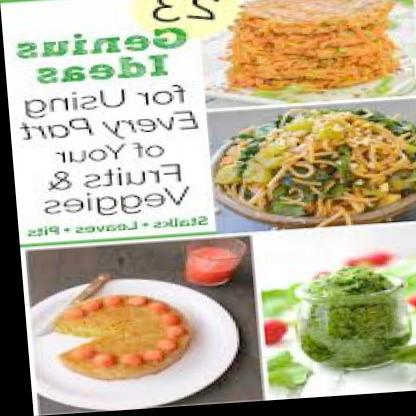 23
Genius
Ideas
for Using
Every Part
of Your
Fruits &
Veggies
Stalks + Leaves + Pits